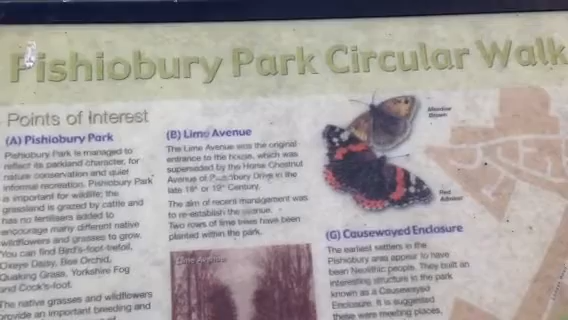 Pishiobury Park Circular Walk
Points of Interest
(A) Pishiobury Park
Pishiobury Park is managed to
reflect its parkland character, for
nature conservation and quiet
informal recreation. Pishiobury Park
is important for wildlife; the
grassland is grazed by cattle and
has no fertilisers added to
encourage many different native
wildflowers and grasses to grow.
You can find Bird's-foot-trefoil,
Oxeye Daisy, Bee Orchid,
Quaking Grass, Yorkshire Fog
and Cock's-foot.
The native grasses and wildflowers
provide an important breeding and
(B) Lime Avenue
The Lime Avenue was the original
entrance to the house, which was
superseded by the Horse Chestnut
Avenue of Pishiobury Drive in the
late 18th or 19th Century.
The aim of recent management was
to re-establish the avenue.
Two rows of lime trees have been
planted within the park.
Lime Avenue
Meadow
Brown
Red
Admiral
(G) Causewayed Enclosure
The earliest settlers in the
Pishiobury area appear to have
been Neolithic people. They built an
interesting structure in the park
known as a Causewayed
Enclosure. It is suggested
these were meeting places,